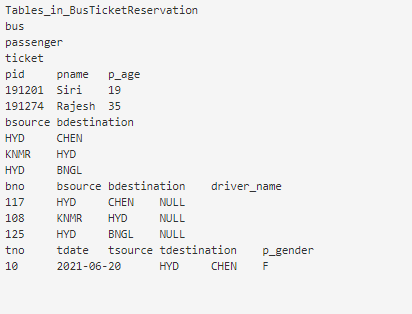 Tables_in_BusTicketReservation
bus
passenger
ticket
pid pname p_age
191201 Siri 19
191274 Rajesh 35
bsource bdestination
HYD CHEN
KNMR HYD
HYD BNGL
bno bsource bdestination driver_name
117 HYD CHEN NULL
108 KNMR HYD NULL
125 HYD BNGL NULL
tno tdate tsource tdestination p_gender
10 2021-06-20 HYD CHEN F